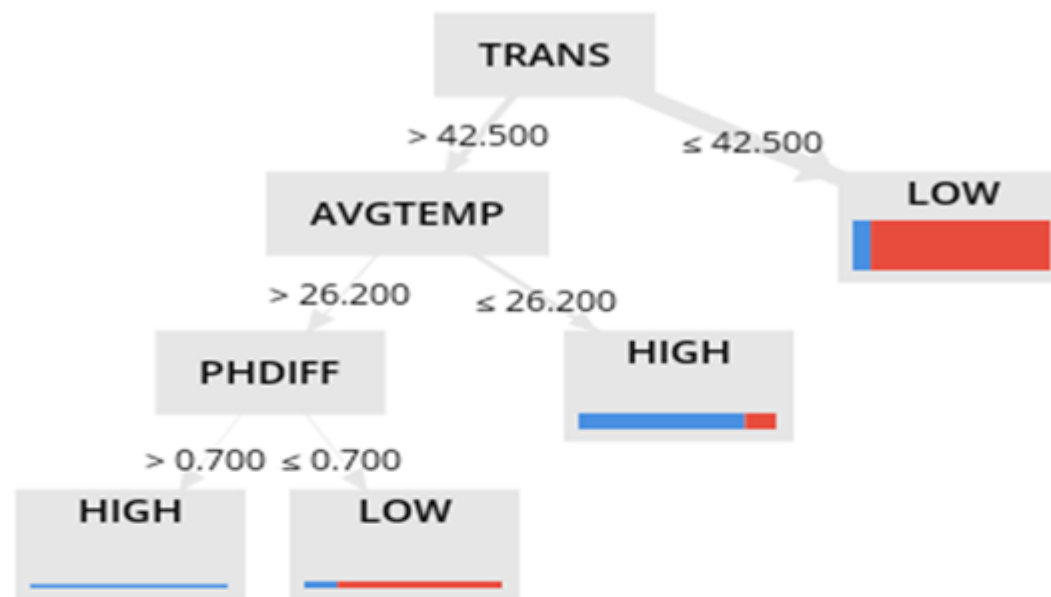 TRANS
> 42.500
≤ 42.500
AVGTEMP
LOW
> 26.200
≤ 26.200
PHDIFF
HIGH
> 0.700
≤ 0.700
HIGH
LOW